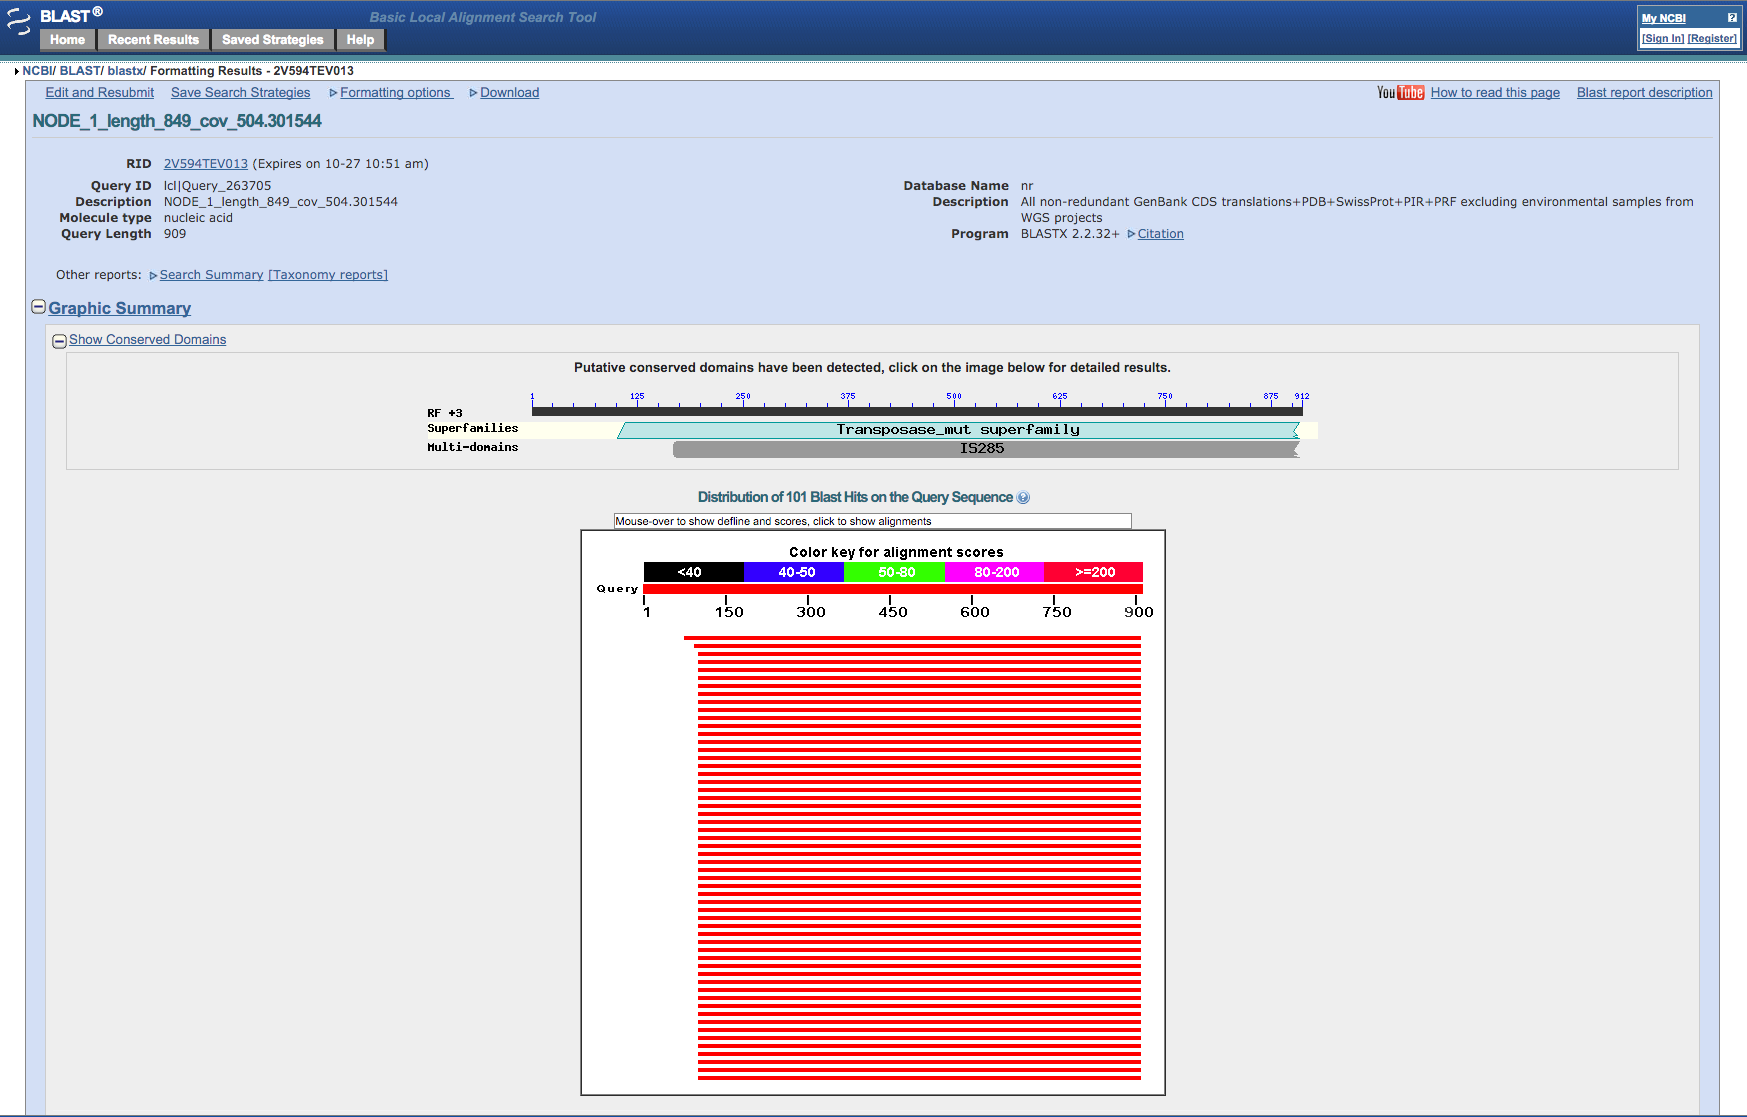 BLAST®
Basic Local Alignment Search Tool
My NCBI ?
[Sign In] [Register]
Home Recent Results Saved Strategies Help
NCBI/ BLAST/ blastx/ Formatting Results - 2V594TEV013
Edit and Resubmit Save Search Strategies Formatting options Download
YouTube How to read this page Blast report description
NODE_1_length_849_cov_504.301544
RID 2V594TEV013 (Expires on 10-27 10:51 am)
Query ID lcl|Query_263705
Description NODE_1_length_849_cov_504.301544
Molecule type nucleic acid
Query Length 909
Database Name nr
Description All non-redundant GenBank CDS translations+PDB+SwissProt+PIR+PRF excluding environmental samples from
WGS projects
Program BLASTX 2.2.32+ Citation
Other reports: Search Summary [Taxonomy reports]
Graphic Summary
Show Conserved Domains
Putative conserved domains have been detected, click on the image below for detailed results.
1 125 250 375 500 625 750 875 912
RF +3
Superfamilies Transposase_mut superfamily
Multi-domains IS285
Distribution of 101 Blast Hits on the Query Sequence ?
Mouse-over to show defline and scores, click to show alignments
Color key for alignment scores
<40 40-50 50-80 80-200 >=200
Query
1 150 300 450 600 750 900